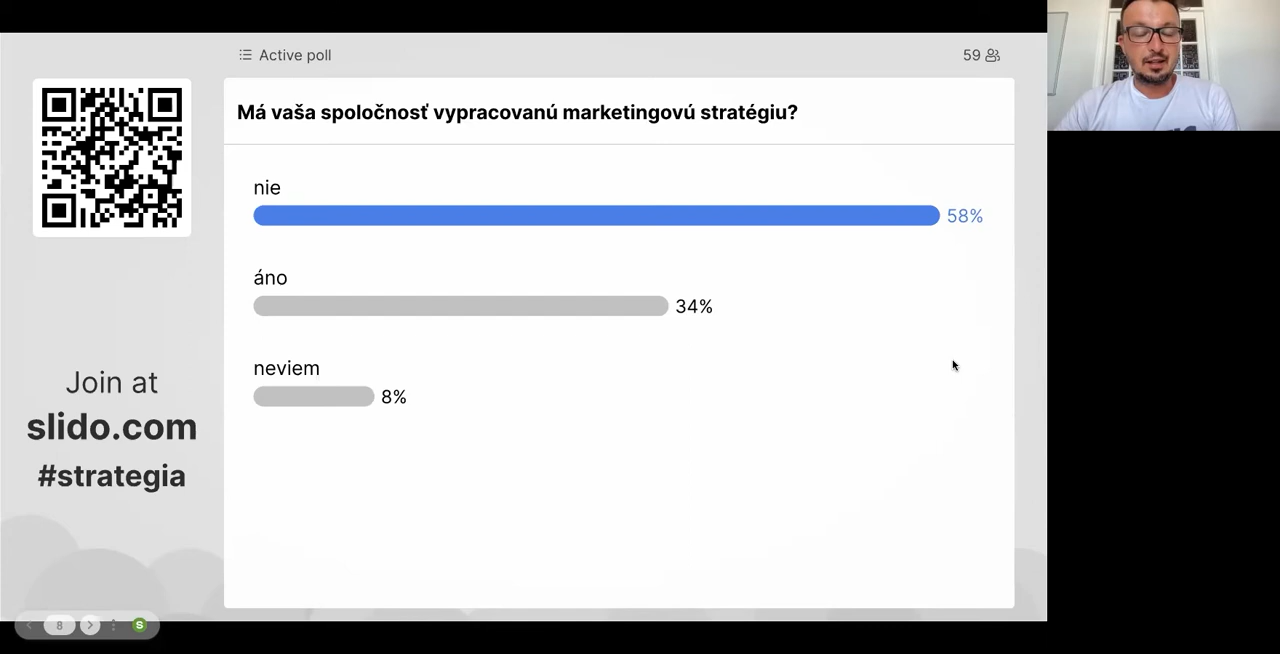 Active poll
59
Má vaša spoločnosť vypracovanú marketingovú stratégiu?
nie
58%
áno
34%
neviem
8%
Join at
slido.com
#strategia
8
S